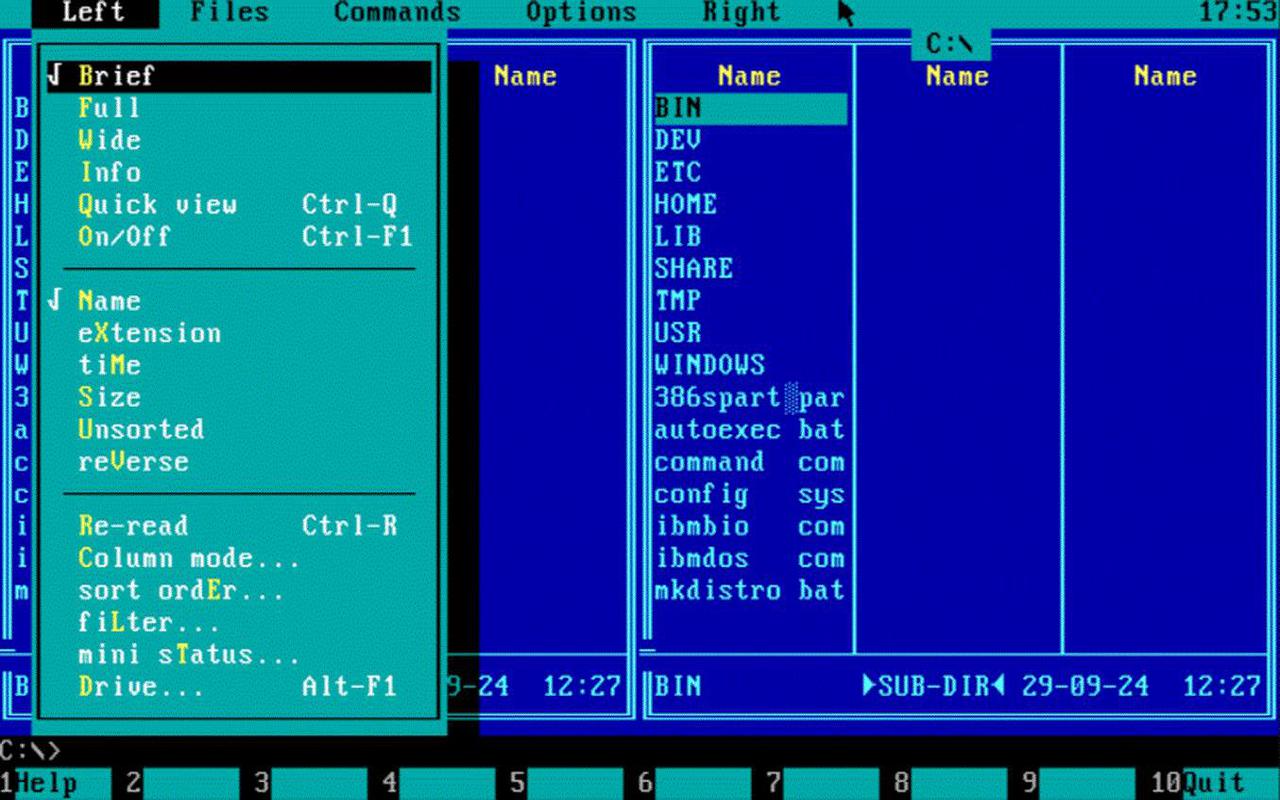 Left Files Commands Options Right 17:53
C:\
√ Brief Name Name Name Name
B Full BIN
D Wide DEV
E Info ETC
H Quick view Ctrl-Q HOME
L On/Off Ctrl-F1 LIB
S SHARE
T √ Name TMP
U eXtension USR
W tiMe WINDOWS
3 Size 386spart░par
a Unsorted autoexec bat
c reVerse command com
c config sys
i Re-read Ctrl-R ibmbio com
i Column mode... ibmdos com
m sort ordEr... mkdistro bat
fiLter...
mini sTatus...
B Drive... Alt-F1 9-24 12:27 BIN ►SUB-DIR◄ 29-09-24 12:27
C:\>
1Help 2 3 4 5 6 7 8 9 10Quit